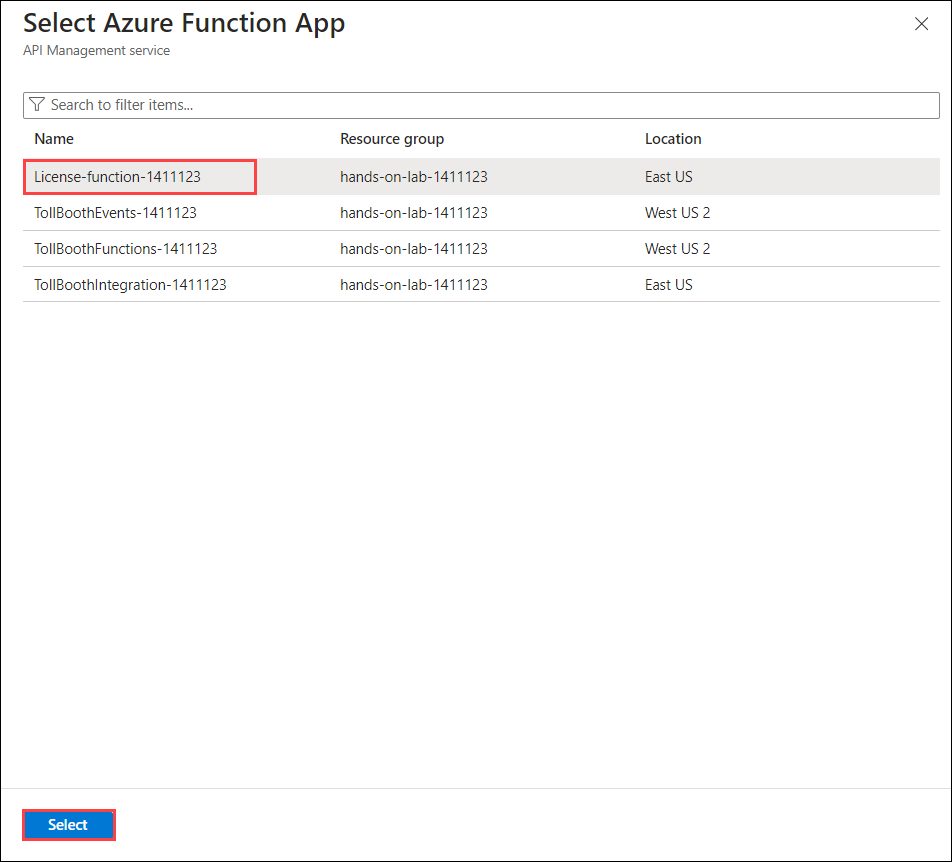 Select Azure Function App
API Management service
Search to filter items...
Name Resource group Location
License-function-1411123 hands-on-lab-1411123 East US
TollBoothEvents-1411123 hands-on-lab-1411123 West US 2
TollBoothFunctions-1411123 hands-on-lab-1411123 West US 2
TollBoothIntegration-1411123 hands-on-lab-1411123 East US
Select